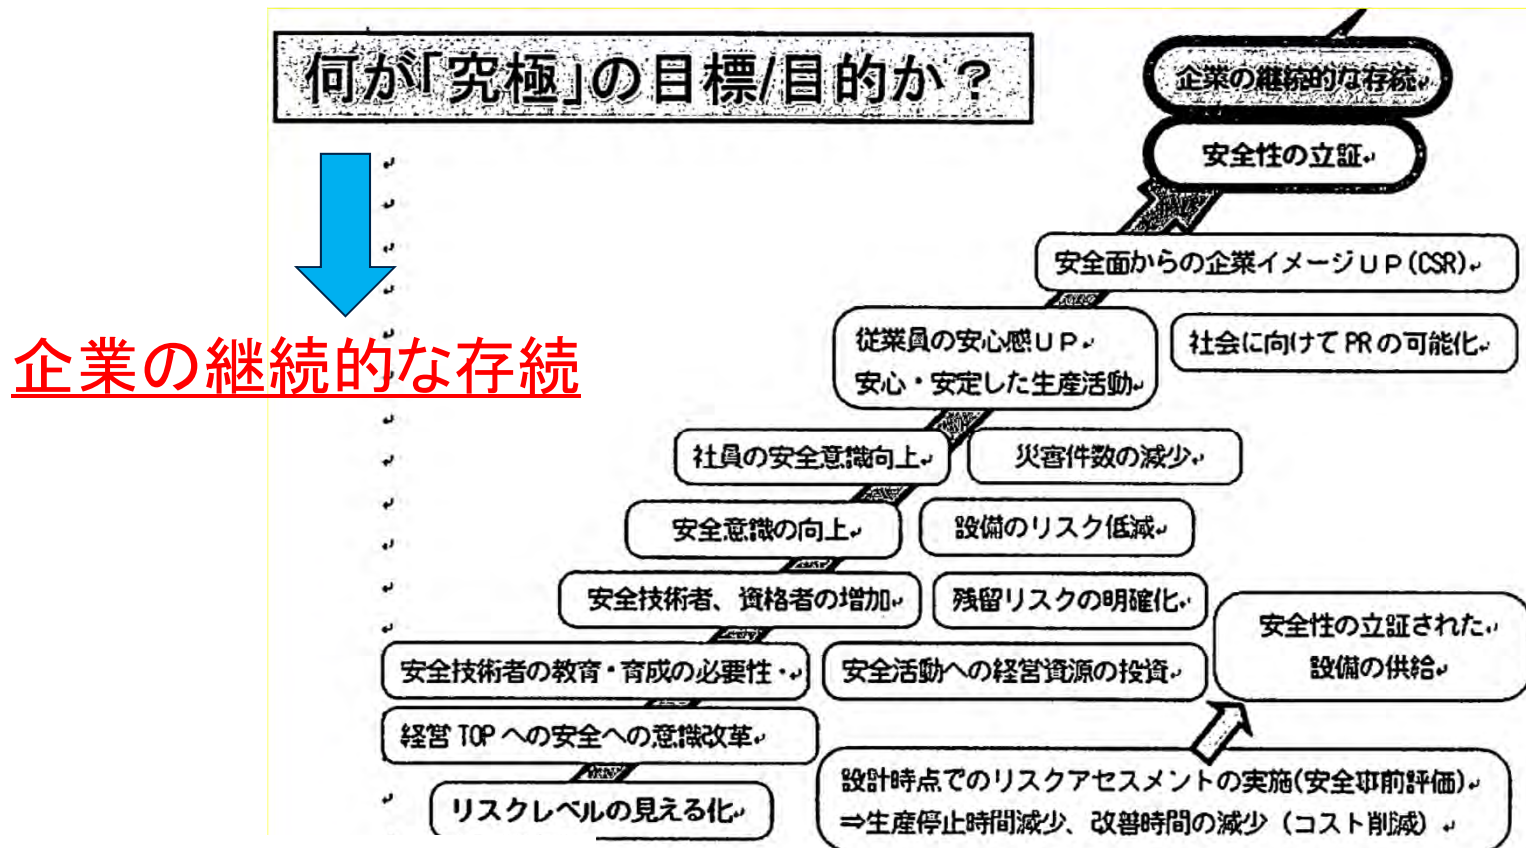 何が「究極」の目標/目的か？
企業の継続的な存続
安全性の立証
安全面からの企業イメージＵＰ(CSR)
企業の継続的な存続
従業員の安心感ＵＰ
安心・安定した生産活動
社会に向けてPRの可能化
社員の安全意識向上
災害件数の減少
安全意識の向上
設備のリスク低減
安全技術者、資格者の増加
残留リスクの明確化
安全性の立証された
設備の供給
安全技術者の教育・育成の必要性・
安全活動への経営資源の投資
経営TOPへの安全への意識改革
リスクレベルの見える化
設計時点でのリスクアセスメントの実施(安全事前評価)
⇒生産停止時間減少、改善時間の減少（コスト削減）